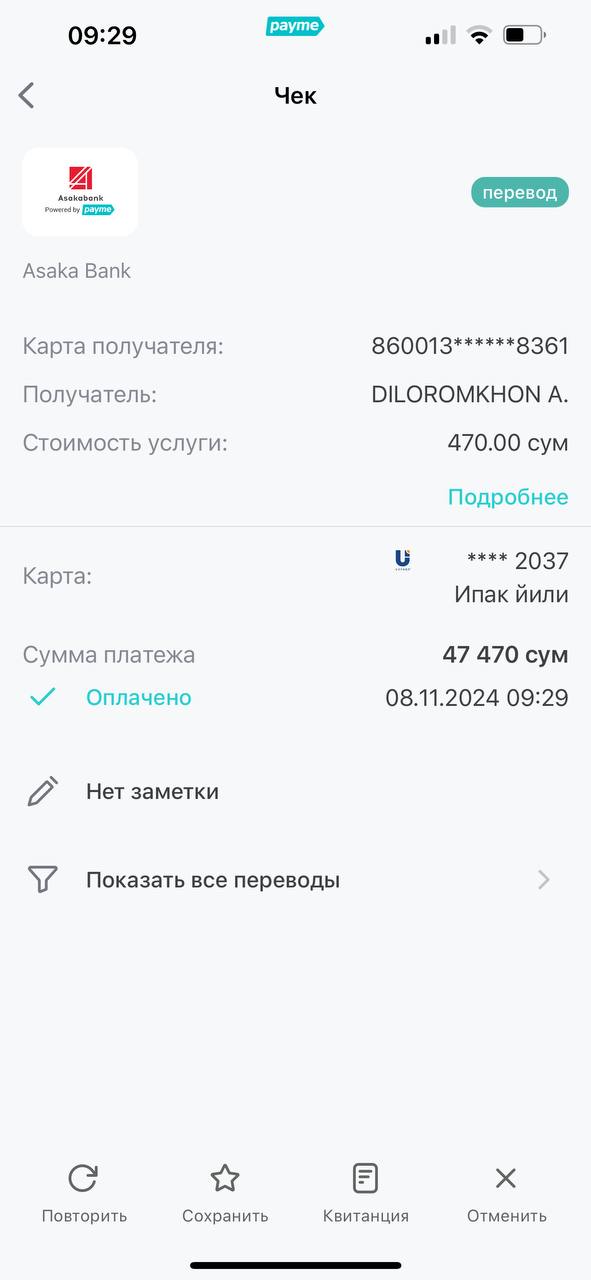 09:29
payme
Чек
Asakabank
Powered by payme
перевод
Asaka Bank
Карта получателя: 860013******8361
Получатель: DILOROMKHON A.
Стоимость услуги: 470.00 сум
Подробнее
Карта: **** 2037
Ипак йили
Сумма платежа 47 470 сум
Оплачено 08.11.2024 09:29
Нет заметки
Показать все переводы
Повторить Сохранить Квитанция Отменить